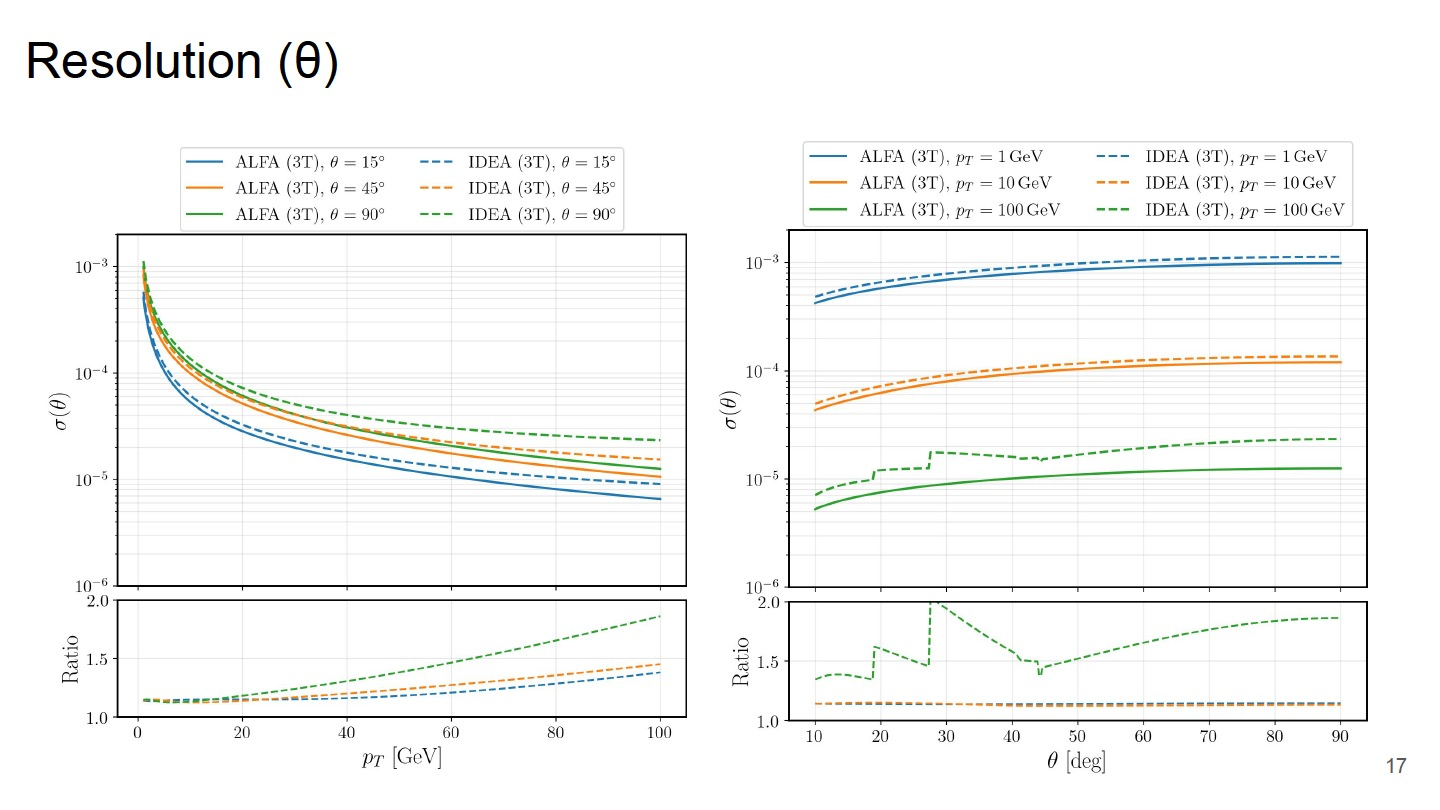 Resolution (θ)
ALFA (3T), θ = 15° IDEA (3T), θ = 15°
ALFA (3T), θ = 45° IDEA (3T), θ = 45°
ALFA (3T), θ = 90° IDEA (3T), θ = 90°
10⁻³
10⁻⁴
10⁻⁵
10⁻⁶
σ(θ)
2.0
1.5
1.0
Ratio
0 20 40 60 80 100
p_T [GeV]
ALFA (3T), p_T = 1 GeV IDEA (3T), p_T = 1 GeV
ALFA (3T), p_T = 10 GeV IDEA (3T), p_T = 10 GeV
ALFA (3T), p_T = 100 GeV IDEA (3T), p_T = 100 GeV
10⁻³
10⁻⁴
10⁻⁵
10⁻⁶
σ(θ)
2.0
1.5
1.0
Ratio
10 20 30 40 50 60 70 80 90
θ [deg]
17